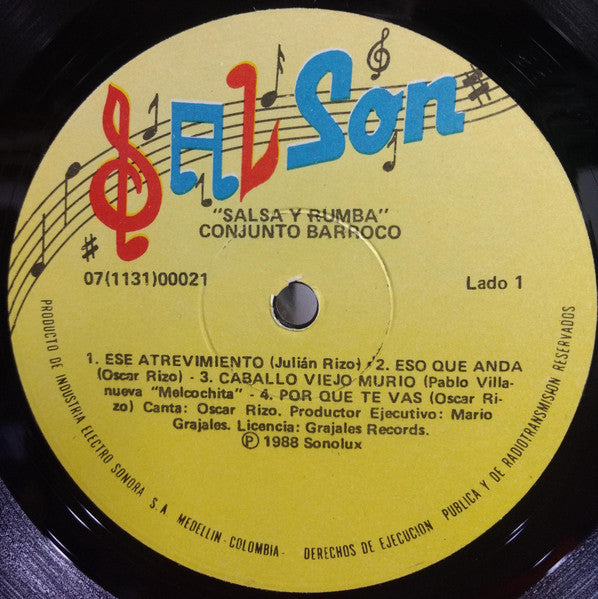 SALSon
"SALSA Y RUMBA"
CONJUNTO BARROCO
07(1131)00021
Lado 1
1. ESE ATREVIMIENTO (Julián Rizo) - 2. ESO QUE ANDA
(Oscar Rizo) - 3. CABALLO VIEJO MURIO (Pablo Villa-
nueva "Melcochita" - 4. POR QUE TE VAS (Oscar Ri-
zo) Canta: Oscar Rizo. Productor Ejecutivo: Mario
Grajales. Licencia: Grajales Records.
Ⓟ 1988 Sonolux
PRODUCTO DE INDUSTRIA ELECTRO SONORA S.A MEDELLIN - COLOMBIA - DERECHOS DE EJECUCION PUBLICA Y DE RADIOTRANSMISION RESERVADOS